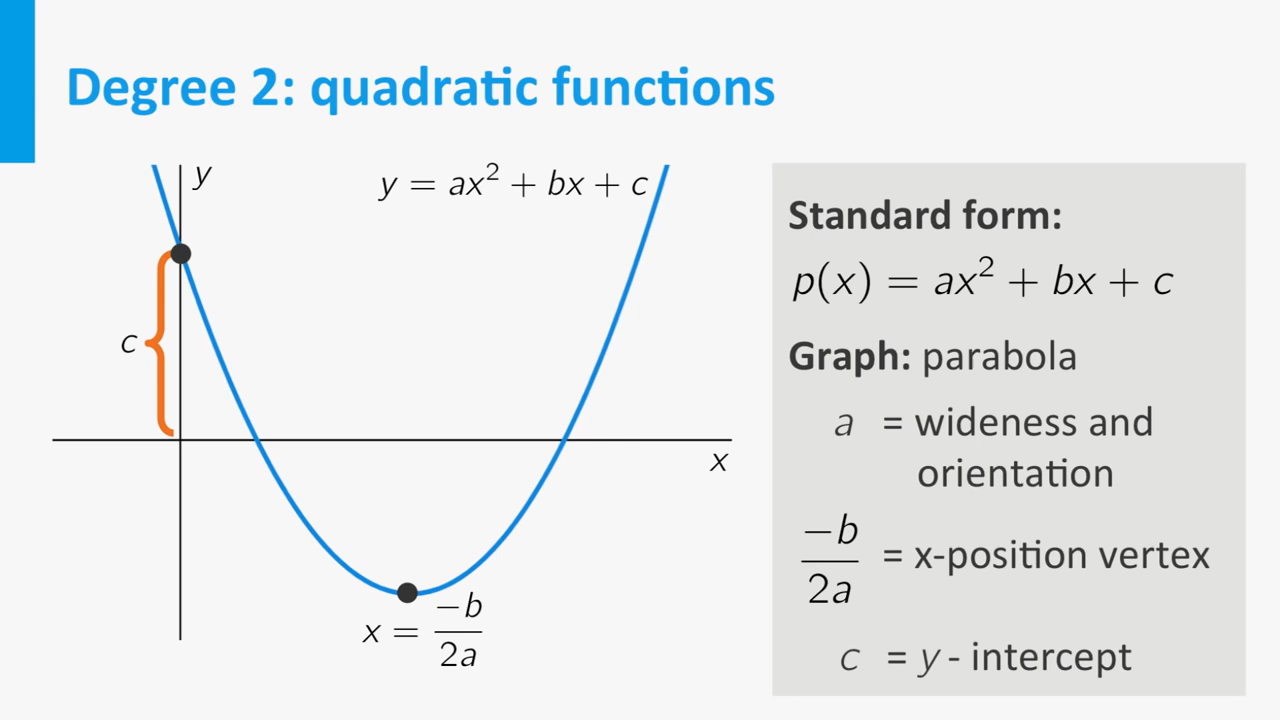 Degree 2: quadratic functions
y
y = ax² + bx + c
c
x
x = −b/2a
Standard form:
p(x) = ax² + bx + c
Graph: parabola
a = wideness and
orientation
−b/2a = x-position vertex
c = y - intercept